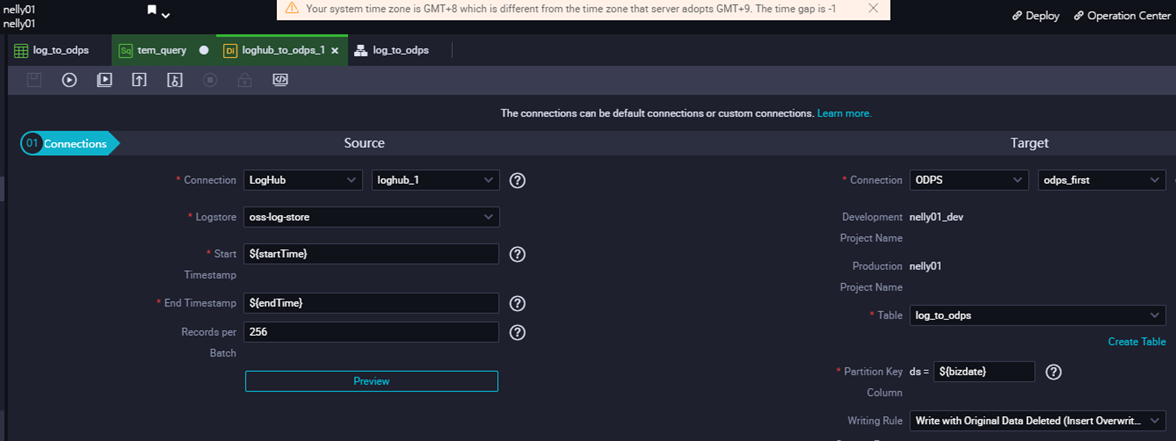 nelly01
nelly01
Your system time zone is GMT+8 which is different from the time zone that server adopts GMT+9. The time gap is -1
Deploy
Operation Center
log_to_odps
Sq tem_query
DI loghub_to_odps_1
log_to_odps
The connections can be default connections or custom connections. Learn more.
01 Connections
Source
Target
* Connection LogHub loghub_1
* Logstore oss-log-store
* Start
Timestamp
${startTime}
* End Timestamp ${endTime}
Records per
Batch
256
Preview
* Connection ODPS odps_first
Development
Project Name
nelly01_dev
Production
Project Name
nelly01
* Table log_to_odps
Create Table
* Partition Key
Column
ds = ${bizdate}
Writing Rule Write with Original Data Deleted (Insert Overwrit...